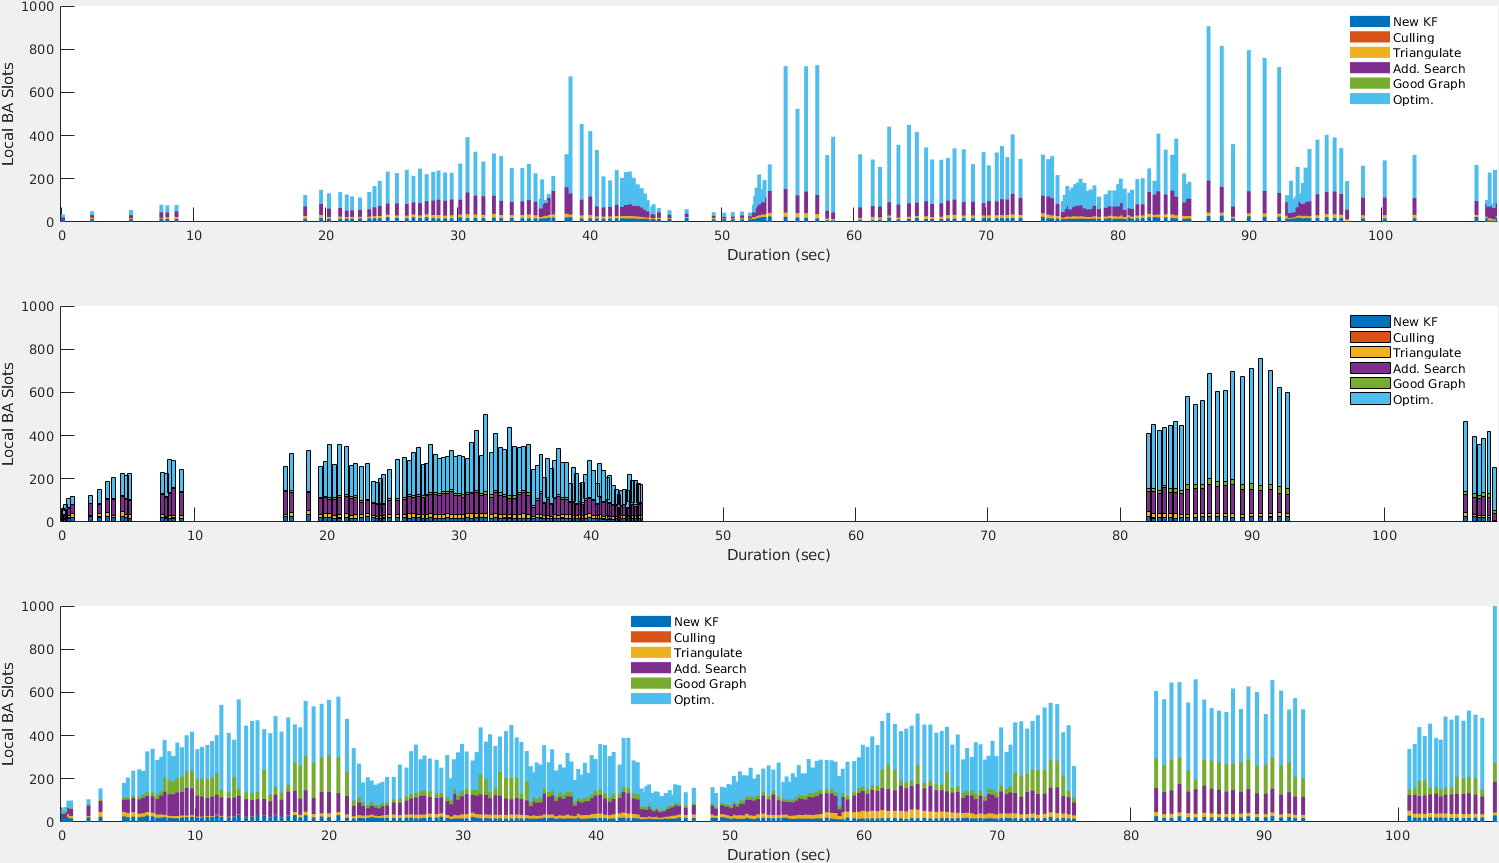 1000
800
600
400
200
0
Local BA Slots
New KF
Culling
Triangulate
Add. Search
Good Graph
Optim.
0 10 20 30 40 50 60 70 80 90 100
Duration (sec)
1000
800
600
400
200
0
Local BA Slots
New KF
Culling
Triangulate
Add. Search
Good Graph
Optim.
0 10 20 30 40 50 60 70 80 90 100
Duration (sec)
1000
800
600
400
200
0
Local BA Slots
New KF
Culling
Triangulate
Add. Search
Good Graph
Optim.
0 10 20 30 40 50 60 70 80 90 100
Duration (sec)